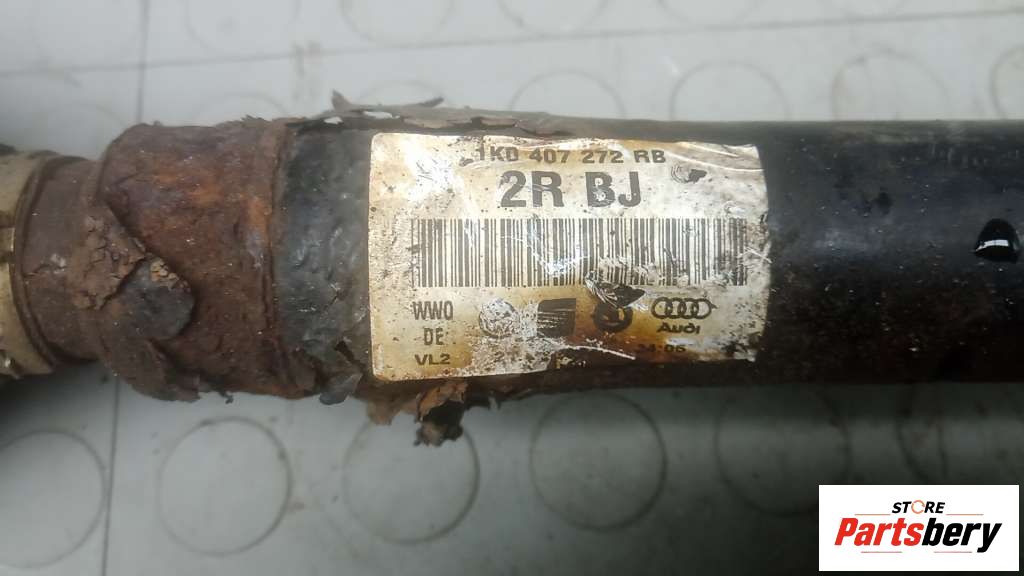 1K0 407 272 RB
2R BJ
WWO
DE
VL2
Audi
STORE
Partsbery